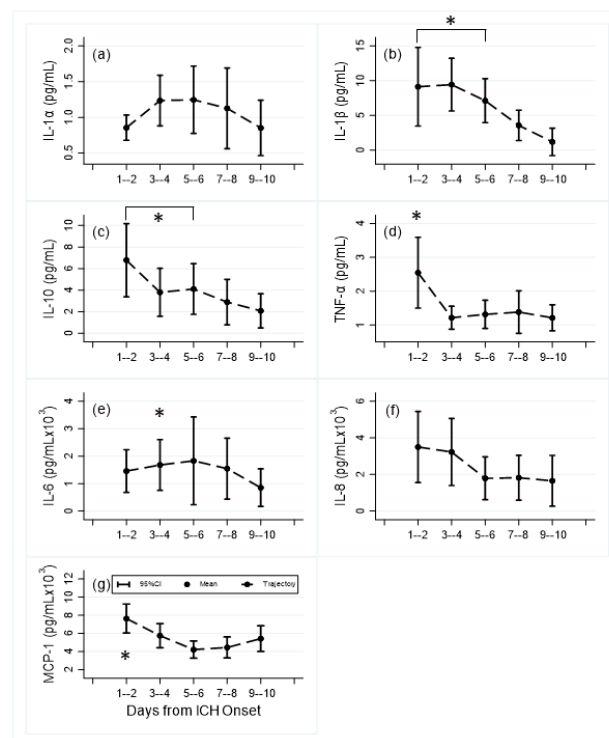 (a)
IL-1α (pg/mL)
2.0
1.5
1.0
0.5
1--2 3--4 5--6 7--8 9--10
(b)
*
IL-1β (pg/mL)
15
10
5
0
1--2 3--4 5--6 7--8 9--10
(c)
*
IL-10 (pg/mL)
10
8
6
4
2
0
1--2 3--4 5--6 7--8 9--10
(d)
*
TNF-α (pg/mL)
4
3
2
1
1--2 3--4 5--6 7--8 9--10
(e)
*
IL-6 (pg/mLx10³)
4
3
2
1
0
1--2 3--4 5--6 7--8 9--10
(f)
IL-8 (pg/mLx10³)
6
4
2
0
1--2 3--4 5--6 7--8 9--10
(g)
95%CI Mean Trajectoy
*
MCP-1 (pg/mLx10³)
12
10
8
6
4
2
1--2 3--4 5--6 7--8 9--10
Days from ICH Onset